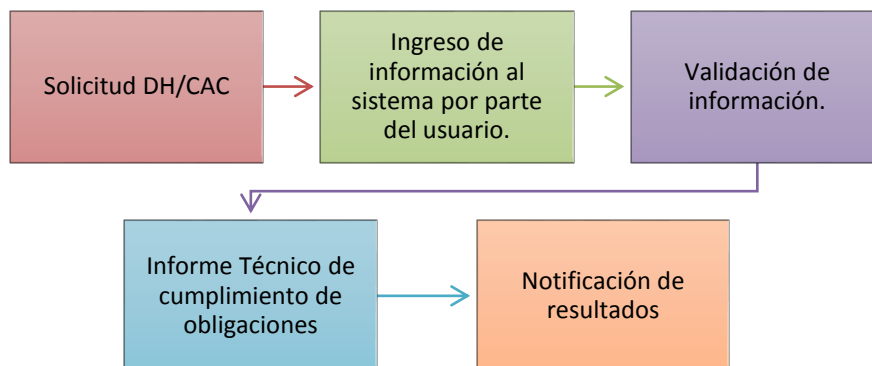 Solicitud DH/CAC
Ingreso de
información al
sistema por parte
del usuario.
Validación de
información.
Informe Técnico de
cumplimiento de
obligaciones
Notificación de
resultados